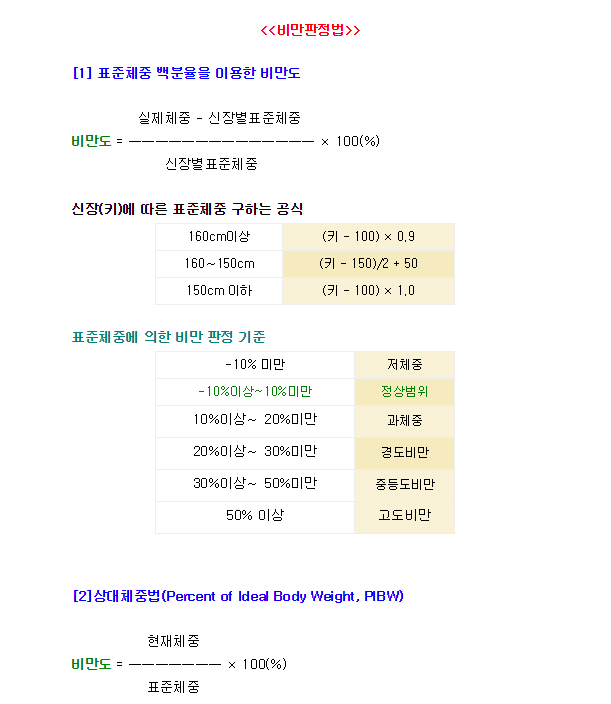 <<비만판정법>>
[1] 표준체중 백분율을 이용한 비만도
실제체중 - 신장별표준체중
비만도 = ―――――――――――――― × 100(%)
신장별표준체중
신장(키)에 따른 표준체중 구하는 공식
160cm이상 (키 - 100) × 0.9
160~150cm (키 - 150)/2 + 50
150cm 이하 (키 - 100) × 1.0
표준체중에 의한 비만 판정 기준
-10% 미만 저체중
-10%이상~10%미만 정상범위
10%이상~ 20%미만 과체중
20%이상~ 30%미만 경도비만
30%이상~ 50%미만 중등도비만
50% 이상 고도비만
[2]상대체중법(Percent of Ideal Body Weight, PIBW)
현재체중
비만도 = ――――――― × 100(%)
표준체중